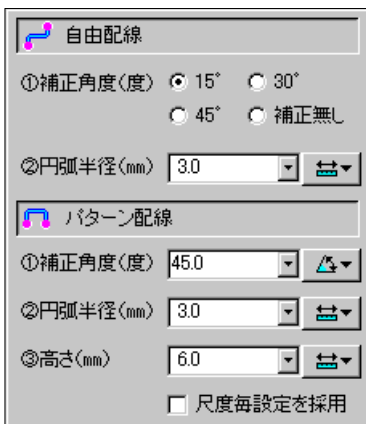 自由配線
①補正角度(度) 15° 30°
45° 補正無し
②円弧半径(mm) 3.0
パターン配線
①補正角度(度) 45.0
②円弧半径(mm) 3.0
③高さ(mm) 6.0
尺度毎設定を採用